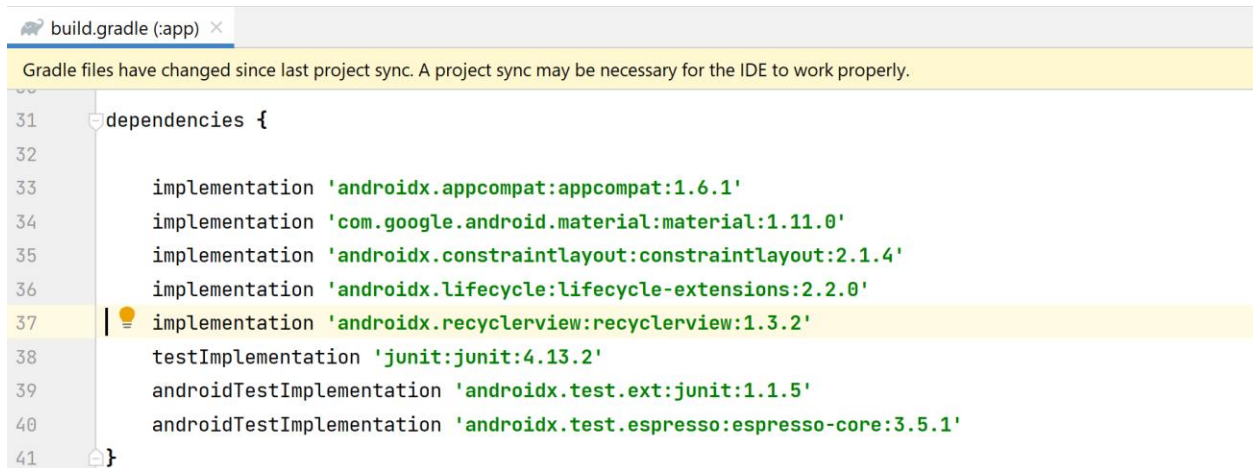 build.gradle (:app)
Gradle files have changed since last project sync. A project sync may be necessary for the IDE to work properly.
31 dependencies {
32
33 implementation 'androidx.appcompat:appcompat:1.6.1'
34 implementation 'com.google.android.material:material:1.11.0'
35 implementation 'androidx.constraintlayout:constraintlayout:2.1.4'
36 implementation 'androidx.lifecycle:lifecycle-extensions:2.2.0'
37 implementation 'androidx.recyclerview:recyclerview:1.3.2'
38 testImplementation 'junit:junit:4.13.2'
39 androidTestImplementation 'androidx.test.ext:junit:1.1.5'
40 androidTestImplementation 'androidx.test.espresso:espresso-core:3.5.1'
41 }